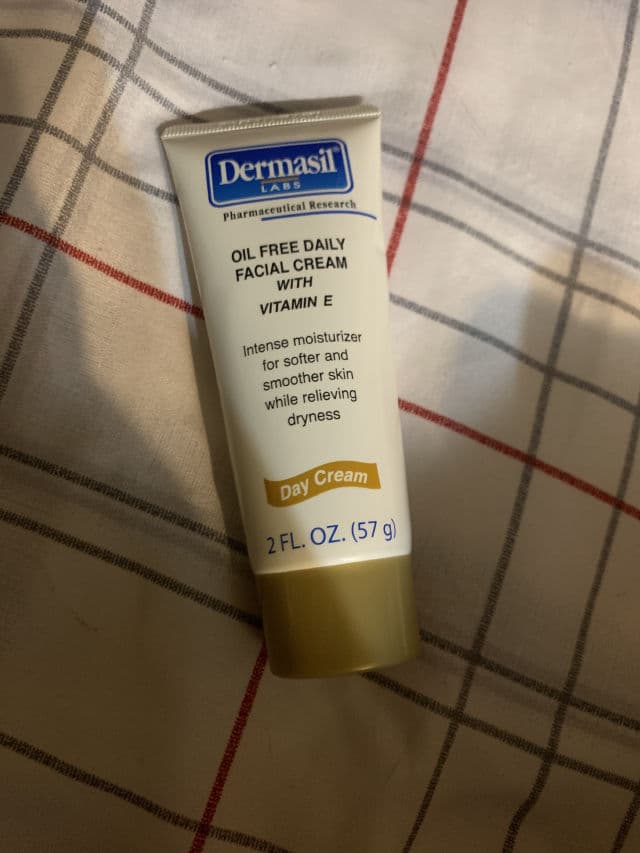 Dermasil
LABS
Pharmaceutical Research
OIL FREE DAILY
FACIAL CREAM
WITH
VITAMIN E
Intense moisturizer
for softer and
smoother skin
while relieving
dryness
Day Cream
2 FL. OZ. (57 g)